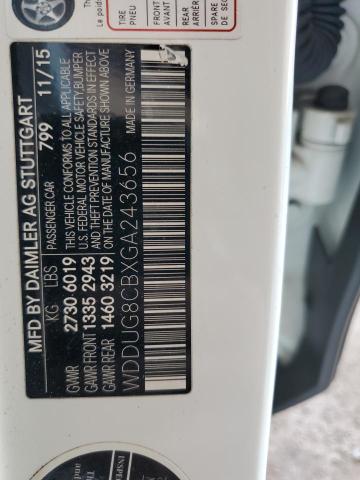 MFD BY DAIMLER AG STUTTGART
PASSENGER CAR 799 11/15
KG LBS
GVWR 2730 6019
GAWR FRONT 1335 2943
GAWR REAR 1460 3219
THIS VEHICLE CONFORMS TO ALL APPLICABLE
U.S. FEDERAL MOTOR VEHICLE SAFETY,BUMPER
AND THEFT PREVENTION STANDARDS IN EFFECT
ON THE DATE OF MANUFACTURE SHOWN ABOVE
MADE IN GERMANY
WDDUG8CBXGA243656
TIRE
PNEU
FRONT
AVANT
REAR
SPARE
DE